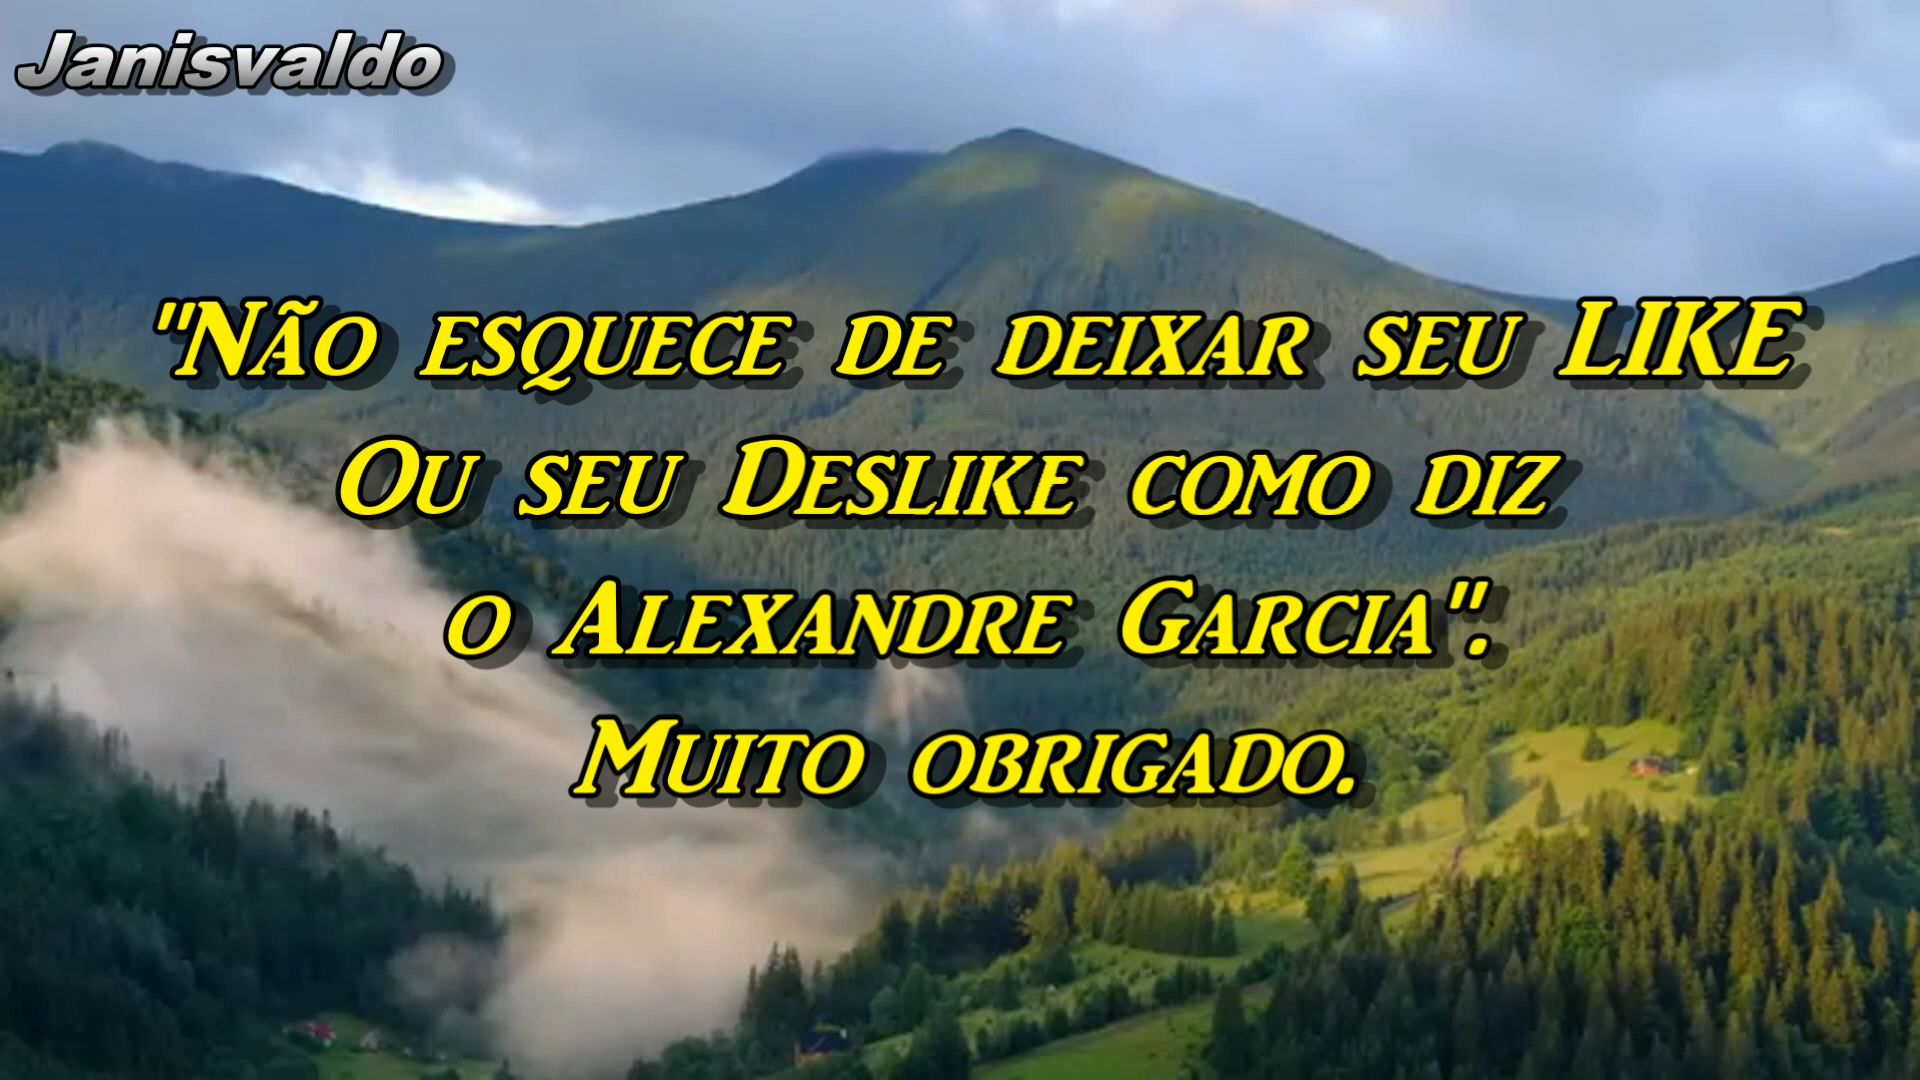 Janisvaldo
"Não esquece de deixar seu LIKE
Ou seu Deslike como diz
o Alexandre Garcia".
Muito obrigado.